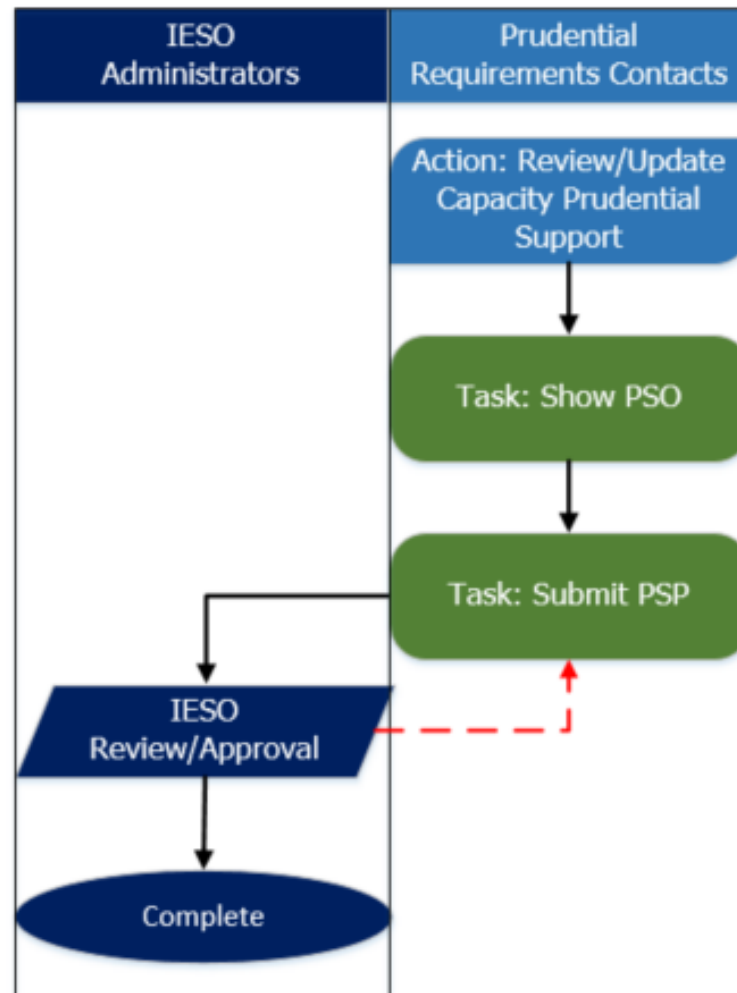 IESO
Administrators
Prudential
Requirements Contacts
Action: Review/Update
Capacity Prudential
Support
Task: Show PSO
Task: Submit PSP
IESO
Review/Approval
Complete